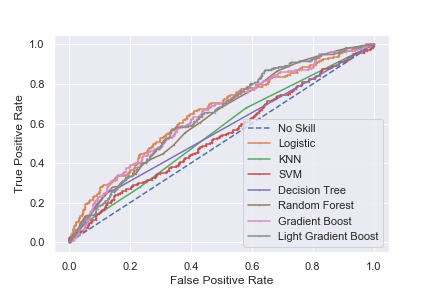 1.0
0.8
0.6
0.4
0.2
0.0
True Positive Rate
No Skill
Logistic
KNN
SVM
Decision Tree
Random Forest
Gradient Boost
Light Gradient Boost
0.0 0.2 0.4 0.6 0.8 1.0
False Positive Rate